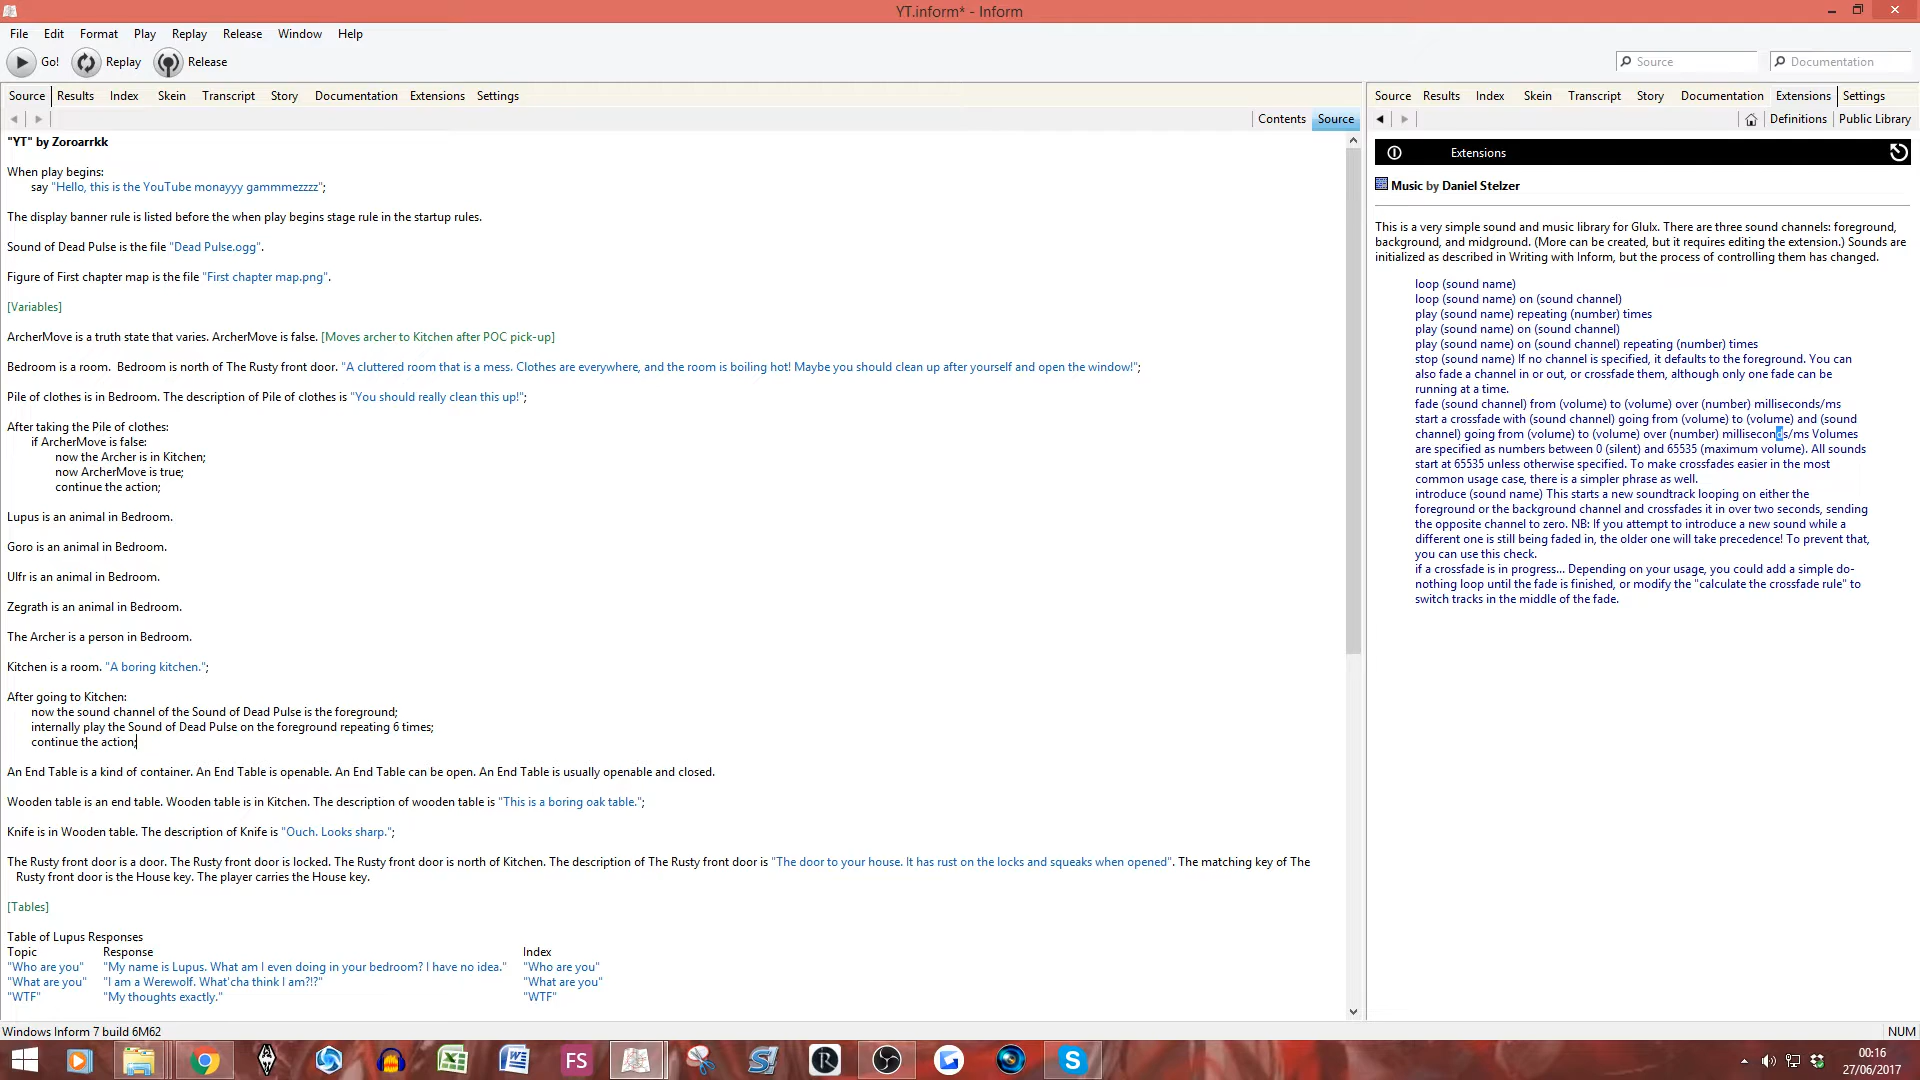 YT.inform* - Inform
File Edit Format Play Replay Release Window Help
Go! Replay Release Source Documentation
Source Results Index Skein Transcript Story Documentation Extensions Settings
Contents Source
"YT" by Zoroarrkk
When play begins:
say "Hello, this is the YouTube monayyy gammmezzzz";
The display banner rule is listed before the when play begins stage rule in the startup rules.
Sound of Dead Pulse is the file "Dead Pulse.ogg".
Figure of First chapter map is the file "First chapter map.png".
[Variables]
ArcherMove is a truth state that varies. ArcherMove is false. [Moves archer to Kitchen after POC pick-up]
Bedroom is a room.  Bedroom is north of The Rusty front door. "A cluttered room that is a mess. Clothes are everywhere, and the room is boiling hot! Maybe you should clean up after yourself and open the window!";
Pile of clothes is in Bedroom. The description of Pile of clothes is "You should really clean this up!";
After taking the Pile of clothes:
if ArcherMove is false:
now the Archer is in Kitchen;
now ArcherMove is true;
continue the action;
Lupus is an animal in Bedroom.
Goro is an animal in Bedroom.
Ulfr is an animal in Bedroom.
Zegrath is an animal in Bedroom.
The Archer is a person in Bedroom.
Kitchen is a room. "A boring kitchen.";
After going to Kitchen:
now the sound channel of the Sound of Dead Pulse is the foreground;
internally play the Sound of Dead Pulse on the foreground repeating 6 times;
continue the action;
An End Table is a kind of container. An End Table is openable. An End Table can be open. An End Table is usually openable and closed.
Wooden table is an end table. Wooden table is in Kitchen. The description of wooden table is "This is a boring oak table.";
Knife is in Wooden table. The description of Knife is "Ouch. Looks sharp.";
The Rusty front door is a door. The Rusty front door is locked. The Rusty front door is north of Kitchen. The description of The Rusty front door is "The door to your house. It has rust on the locks and squeaks when opened". The matching key of The
Rusty front door is the House key. The player carries the House key.
[Tables]
Table of Lupus Responses
Topic Response Index
"Who are you" "My name is Lupus. What am I even doing in your bedroom? I have no idea." "Who are you"
"What are you" "I am a Werewolf. What'cha think I am?!?" "What are you"
"WTF" "My thoughts exactly." "WTF"
Source Results Index Skein Transcript Story Documentation Extensions Settings
Definitions Public Library
Extensions
Music by Daniel Stelzer
This is a very simple sound and music library for Glulx. There are three sound channels: foreground,
background, and midground. (More can be created, but it requires editing the extension.) Sounds are
initialized as described in Writing with Inform, but the process of controlling them has changed.
loop (sound name)
loop (sound name) on (sound channel)
play (sound name) repeating (number) times
play (sound name) on (sound channel)
play (sound name) on (sound channel) repeating (number) times
stop (sound name) If no channel is specified, it defaults to the foreground. You can
also fade a channel in or out, or crossfade them, although only one fade can be
running at a time.
fade (sound channel) from (volume) to (volume) over (number) milliseconds/ms
start a crossfade with (sound channel) going from (volume) to (volume) and (sound
channel) going from (volume) to (volume) over (number) milliseconds/ms Volumes
are specified as numbers between 0 (silent) and 65535 (maximum volume). All sounds
start at 65535 unless otherwise specified. To make crossfades easier in the most
common usage case, there is a simpler phrase as well.
introduce (sound name) This starts a new soundtrack looping on either the
foreground or the background channel and crossfades it in over two seconds, sending
the opposite channel to zero. NB: If you attempt to introduce a new sound while a
different one is still being faded in, the older one will take precedence! To prevent that,
you can use this check.
if a crossfade is in progress... Depending on your usage, you could add a simple do-
nothing loop until the fade is finished, or modify the "calculate the crossfade rule" to
switch tracks in the middle of the fade.
Windows Inform 7 build 6M62 NUM
FS
00:16
27/06/2017